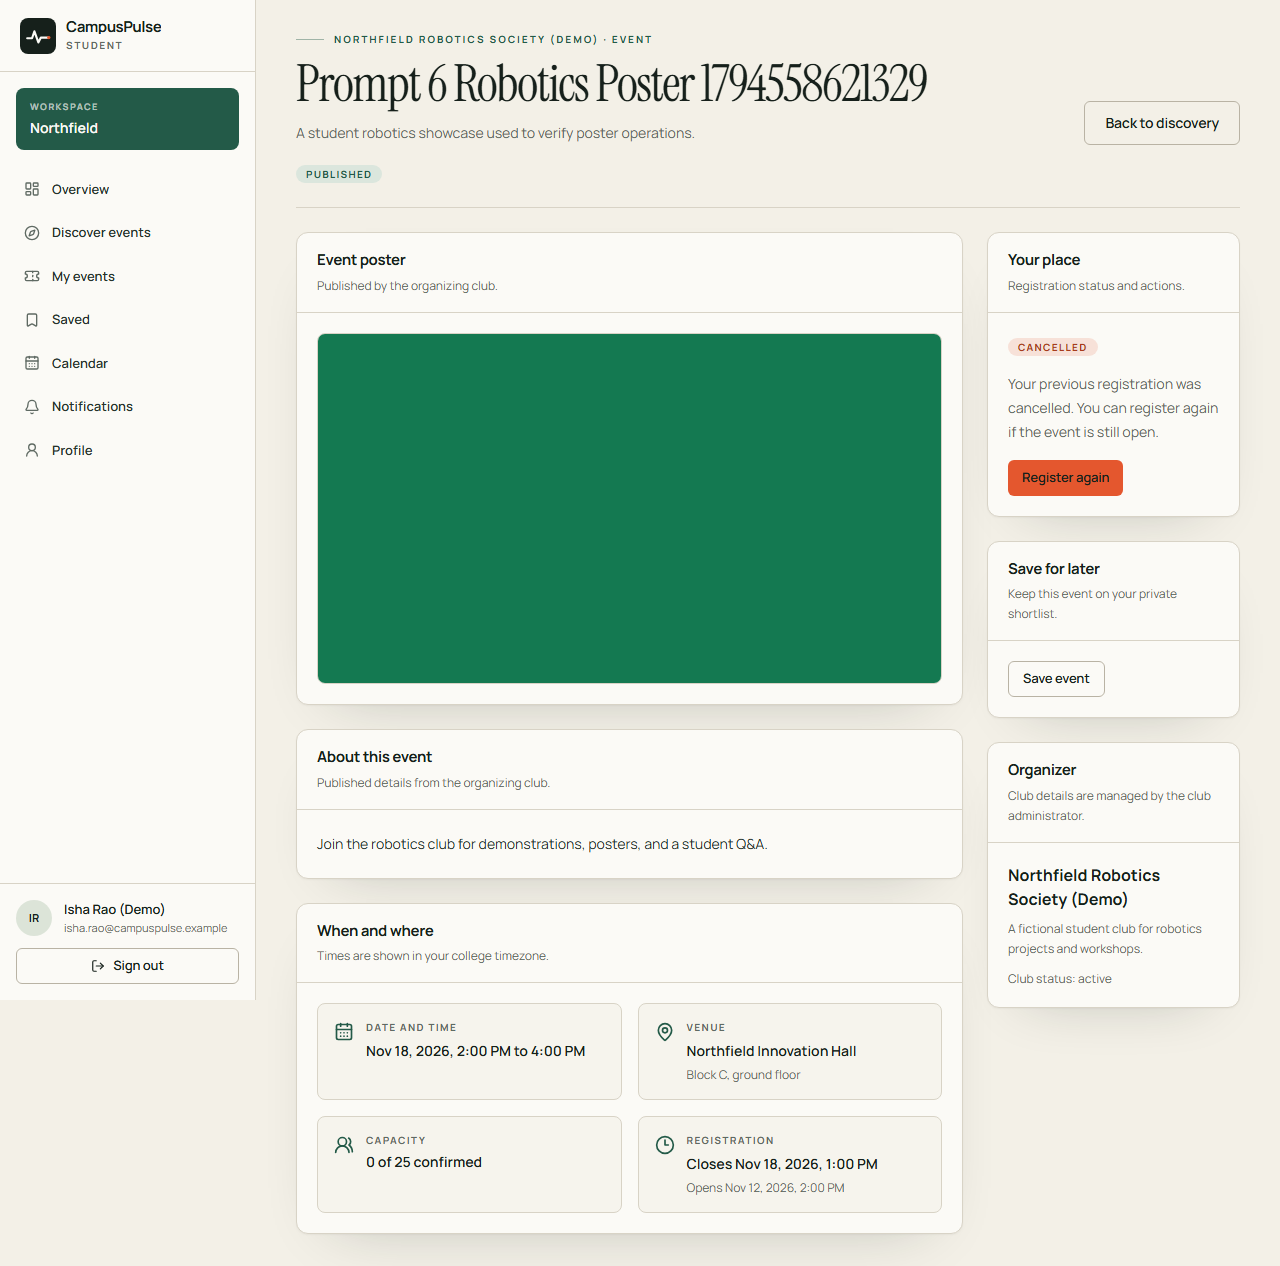 CampusPulse
STUDENT
WORKSPACE
Northfield
Overview
Discover events
My events
Saved
Calendar
Notifications
Profile
IR
Isha Rao (Demo)
isha.rao@campuspulse.example
Sign out
NORTHFIELD ROBOTICS SOCIETY (DEMO) · EVENT
Prompt 6 Robotics Poster 1794558621329
A student robotics showcase used to verify poster operations.
PUBLISHED
Back to discovery
Event poster
Published by the organizing club.
About this event
Published details from the organizing club.
Join the robotics club for demonstrations, posters, and a student Q&A.
When and where
Times are shown in your college timezone.
DATE AND TIME
Nov 18, 2026, 2:00 PM to 4:00 PM
VENUE
Northfield Innovation Hall
Block C, ground floor
CAPACITY
0 of 25 confirmed
REGISTRATION
Closes Nov 18, 2026, 1:00 PM
Opens Nov 12, 2026, 2:00 PM
Your place
Registration status and actions.
CANCELLED
Your previous registration was
cancelled. You can register again
if the event is still open.
Register again
Save for later
Keep this event on your private
shortlist.
Save event
Organizer
Club details are managed by the club
administrator.
Northfield Robotics
Society (Demo)
A fictional student club for robotics
projects and workshops.
Club status: active